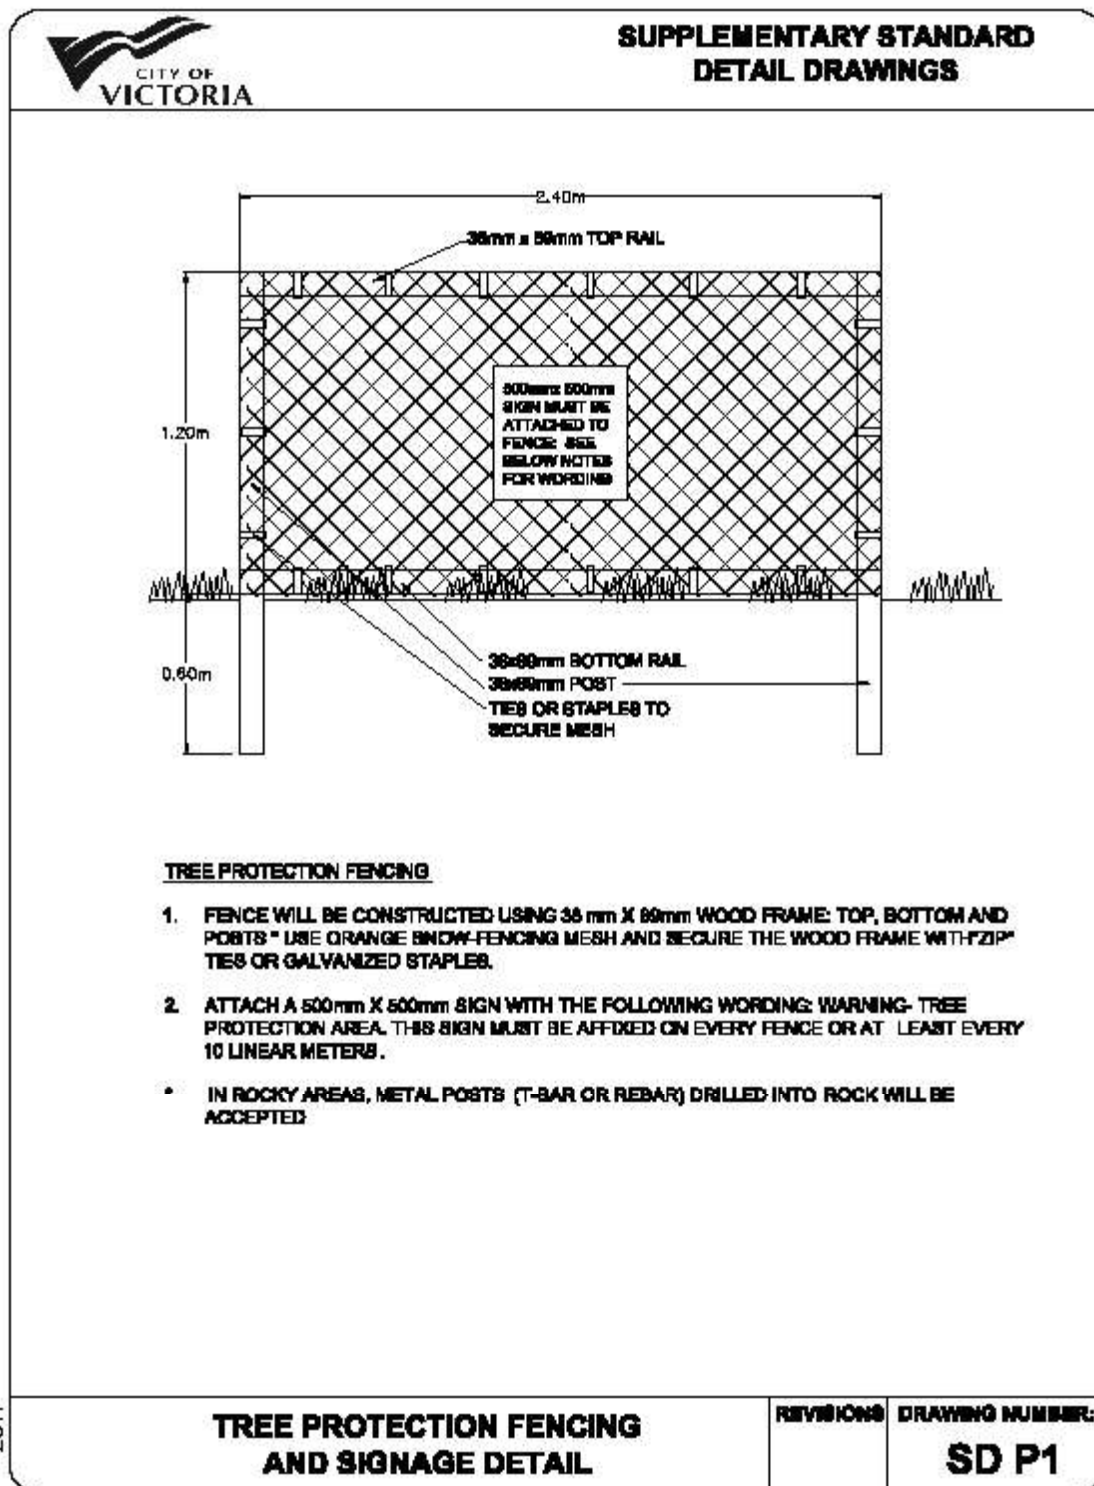 CITY OF
VICTORIA
SUPPLEMENTARY STANDARD
DETAIL DRAWINGS
2.40m
38mm x 89mm TOP RAIL
500mmx 500mm
SIGN MUST BE
ATTACHED TO
FENCE: SEE
BELOW NOTES
FOR WORDING
1.20m
0.60m
38x89mm BOTTOM RAIL
38x89mm POST
TIES OR STAPLES TO
SECURE MESH
TREE PROTECTION FENCING
1. FENCE WILL BE CONSTRUCTED USING 38 mm X 89mm WOOD FRAME: TOP, BOTTOM AND
POSTS * USE ORANGE SNOW-FENCING MESH AND SECURE THE WOOD FRAME WITH"ZIP"
TIES OR GALVANIZED STAPLES.
2. ATTACH A 500mm X 500mm SIGN WITH THE FOLLOWING WORDING: WARNING- TREE
PROTECTION AREA. THIS SIGN MUST BE AFFIXED ON EVERY FENCE OR AT LEAST EVERY
10 LINEAR METERS.
* IN ROCKY AREAS, METAL POSTS (T-BAR OR REBAR) DRILLED INTO ROCK WILL BE
ACCEPTED
TREE PROTECTION FENCING
AND SIGNAGE DETAIL
REVISIONS
DRAWING NUMBER:
SD P1